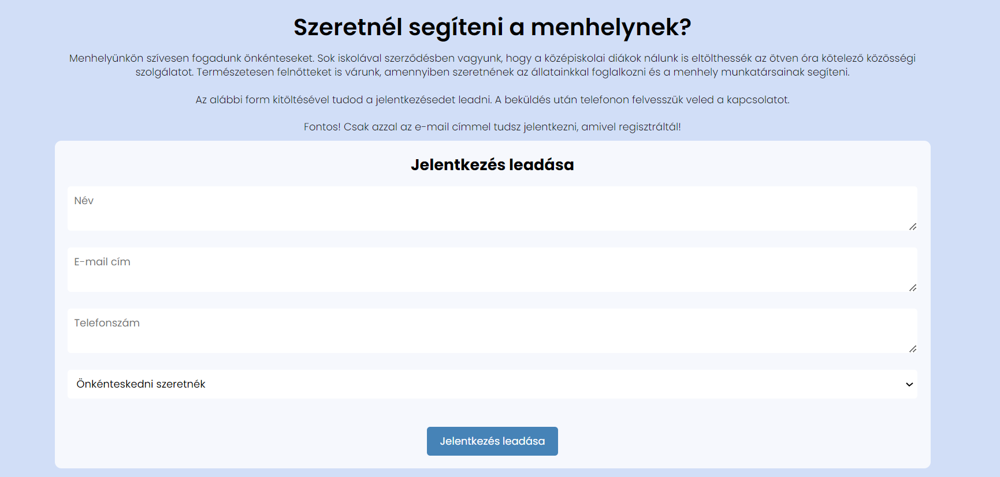 Szeretnél segíteni a menhelynek?
Menhelyünkön szívesen fogadunk önkénteseket. Sok iskolával szerződésben vagyunk, hogy a középiskolai diákok nálunk is eltölthessék az ötven óra kötelező közösségi
szolgálatot. Természetesen felnőtteket is várunk, amennyiben szeretnének az állatainkkal foglalkozni és a menhely munkatársainak segíteni.
Az alábbi form kitöltésével tudod a jelentkezésedet leadni. A beküldés után telefonon felvesszük veled a kapcsolatot.
Fontos! Csak azzal az e-mail címmel tudsz jelentkezni, amivel regisztráltál!
Jelentkezés leadása
Név
E-mail cím
Telefonszám
Önkénteskedni szeretnék
Jelentkezés leadása